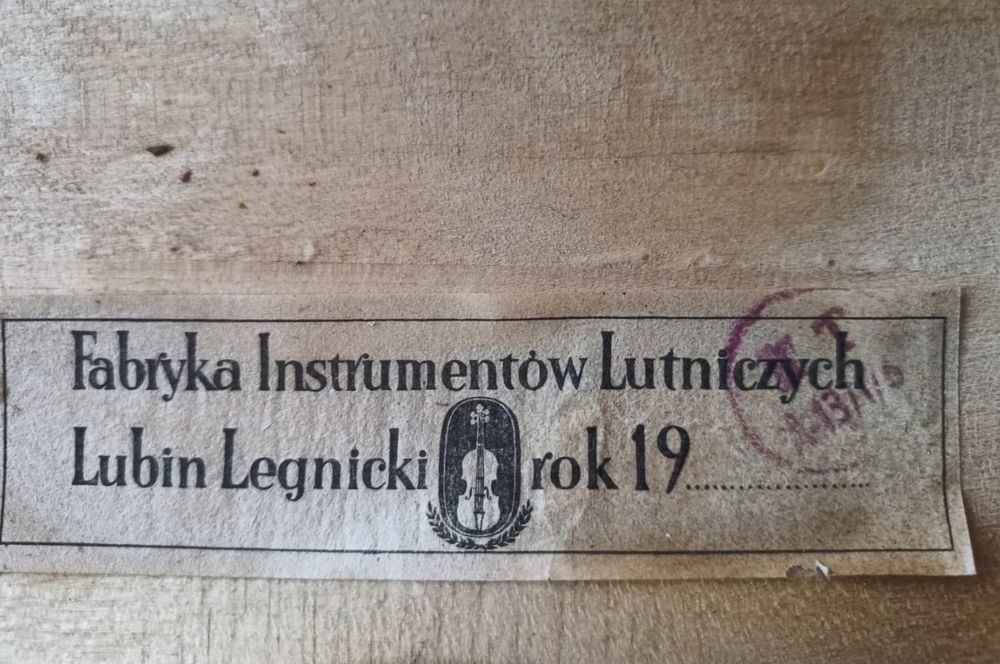 Fabryka Instrumentów Lutniczych
Lubin Legnicki rok 19....................